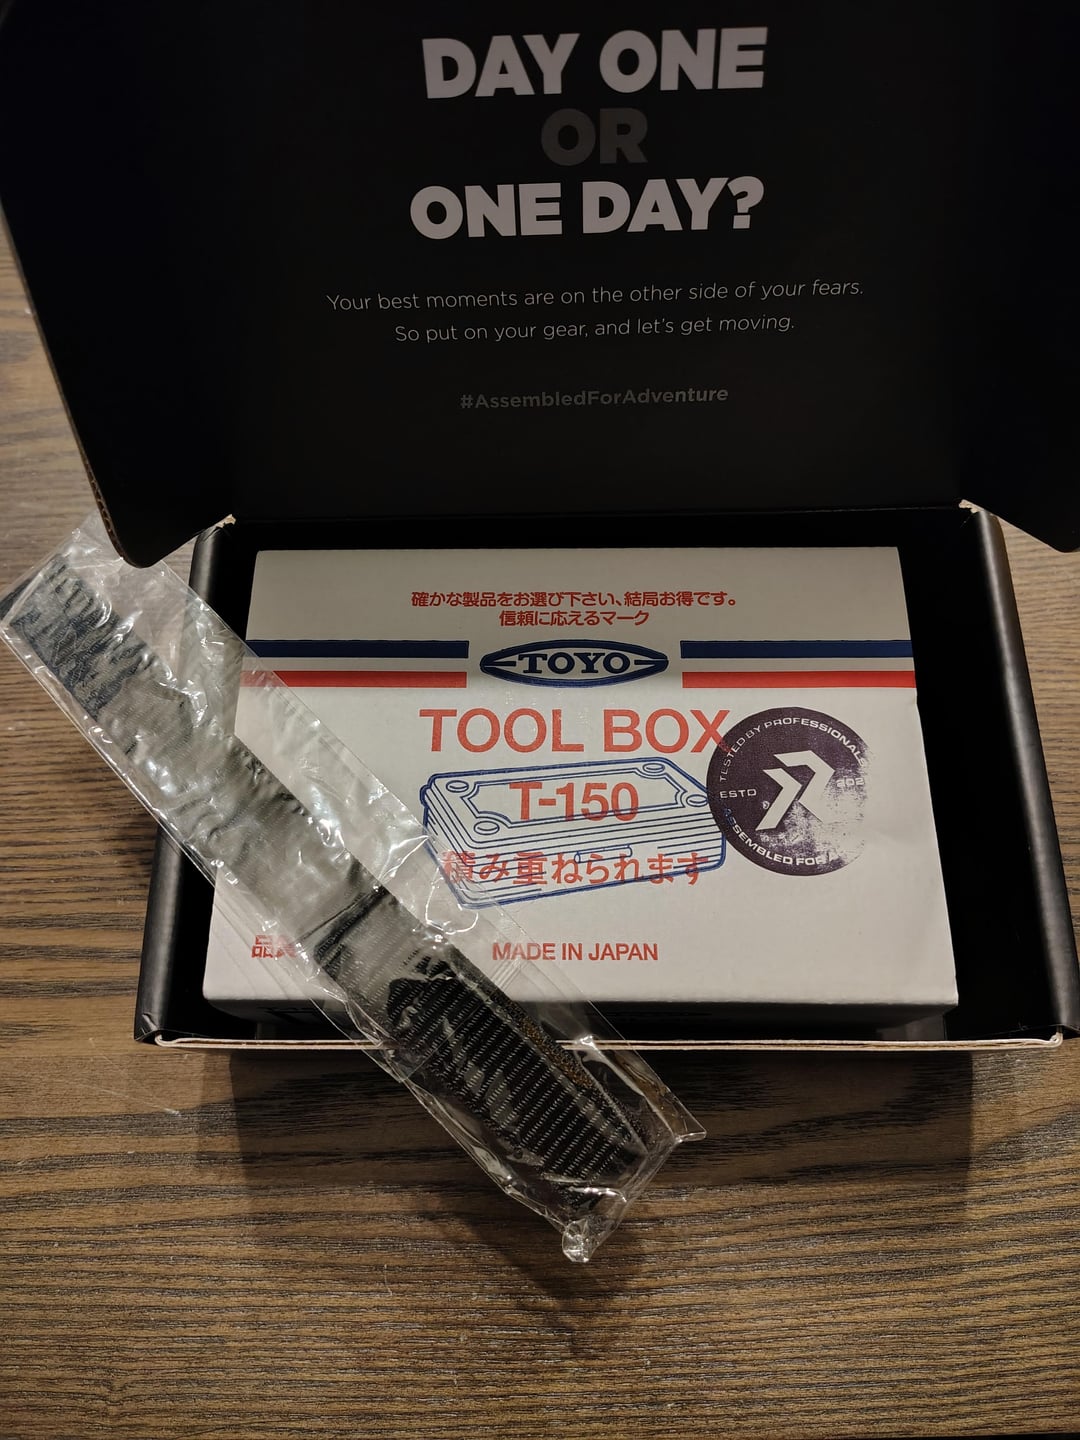 DAY ONE
OR
ONE DAY?
Your best moments are on the other side of your fears.
So put on your gear, and let's get moving.
#AssembledForAdventure
確かな製品をお選び下さい、結局お得です。
信頼に応えるマーク
TOYO
TOOL BOX
T-150
積み重ねられます
TESTED BY PROFESSIONALS
ESTD
ASSEMBLED FOR
品
MADE IN JAPAN